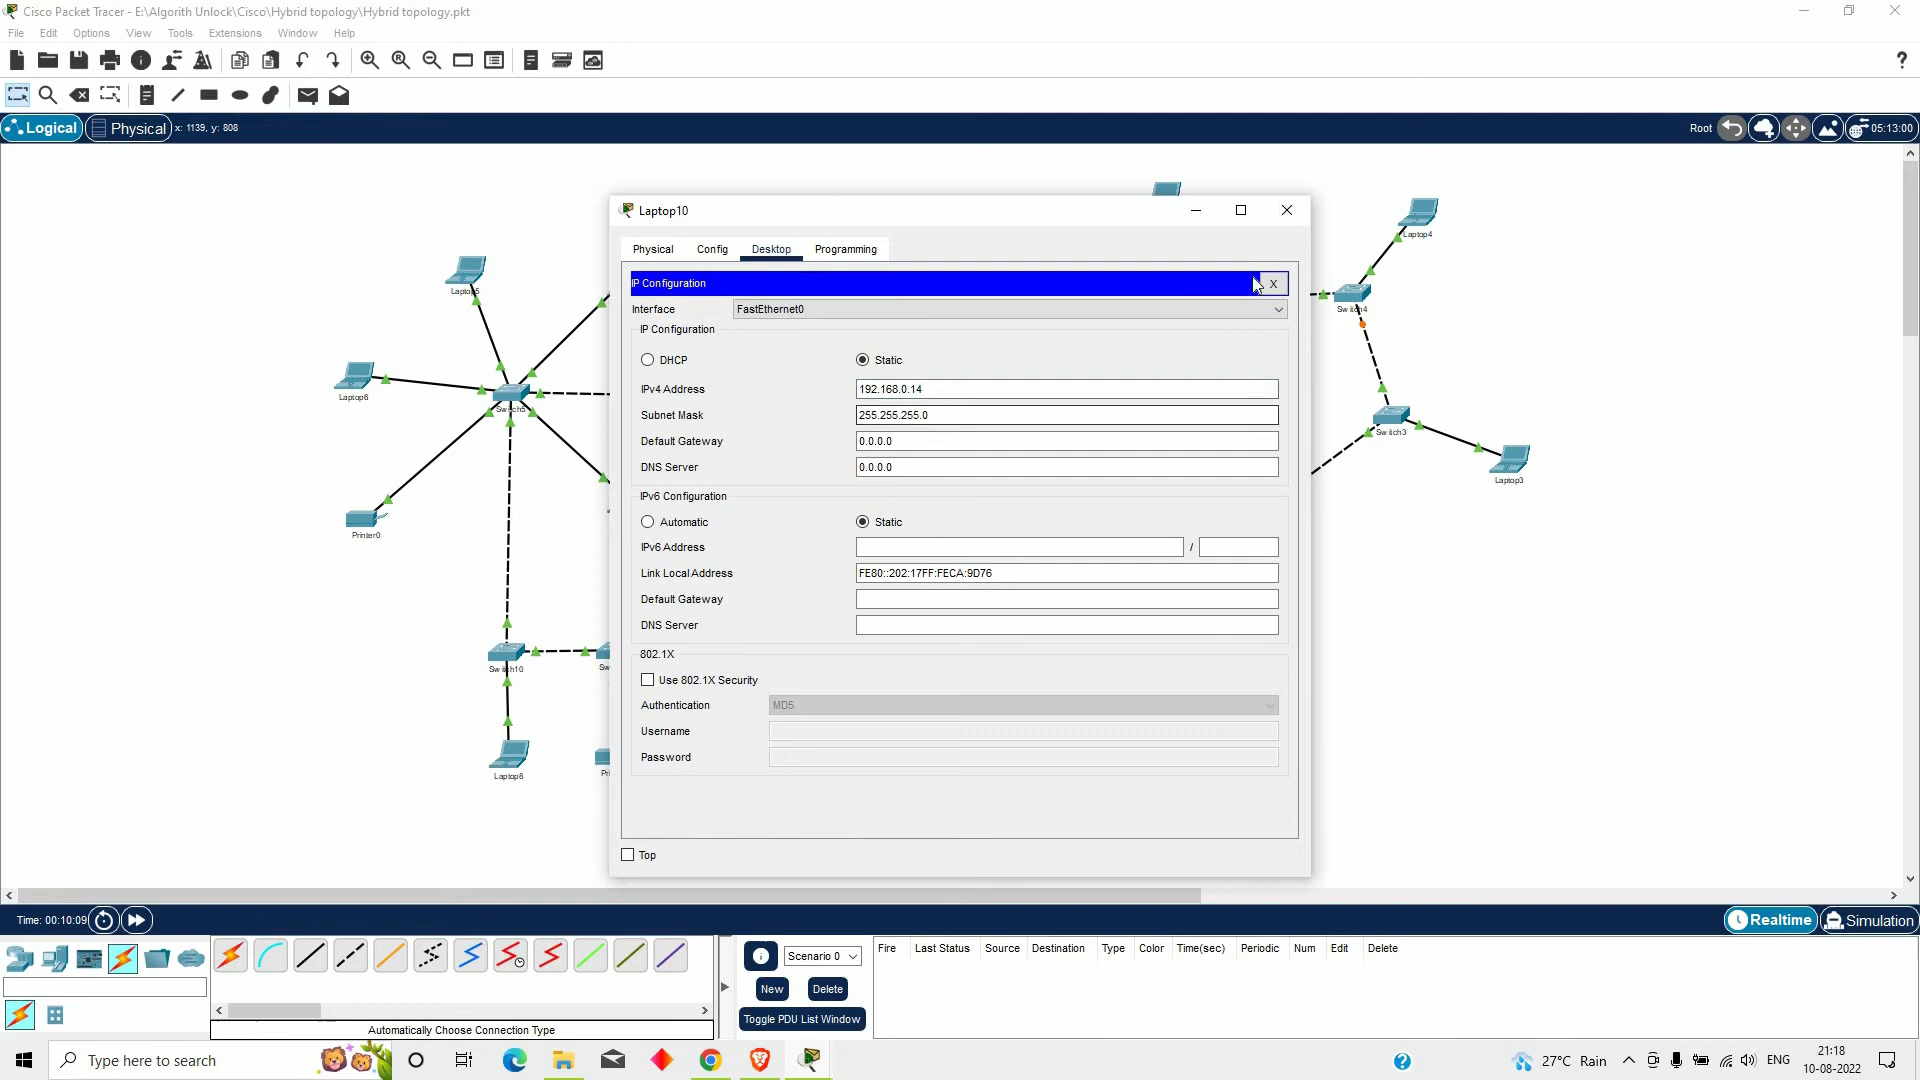 Cisco Packet Tracer - E:\Algorith Unlock\Cisco\Hybrid topology\Hybrid topology.pkt
File Edit Options View Tools Extensions Window Help
Logical Physical x: 1139, y: 808 Root 05:13:00
Laptop10
Physical Config Desktop Programming
IP Configuration X
Interface FastEthernet0
IP Configuration
DHCP Static
IPv4 Address 192.168.0.14
Subnet Mask 255.255.255.0
Default Gateway 0.0.0.0
DNS Server 0.0.0.0
IPv6 Configuration
Automatic Static
IPv6 Address /
Link Local Address FE80::202:17FF:FECA:9D76
Default Gateway
DNS Server
802.1X
Use 802.1X Security
Authentication MD5
Username
Password
Top
Laptop4
Laptop5
Switch4
Laptop6
Switch5
Switch3
Laptop3
Printer0
Switch10
Sw
Laptop8
Pri
Time: 00:10:09 Realtime Simulation
Scenario 0
New Delete
Toggle PDU List Window
Fire Last Status Source Destination Type Color Time(sec) Periodic Num Edit Delete
Automatically Choose Connection Type
Type here to search
27°C Rain ENG 21:18
10-08-2022